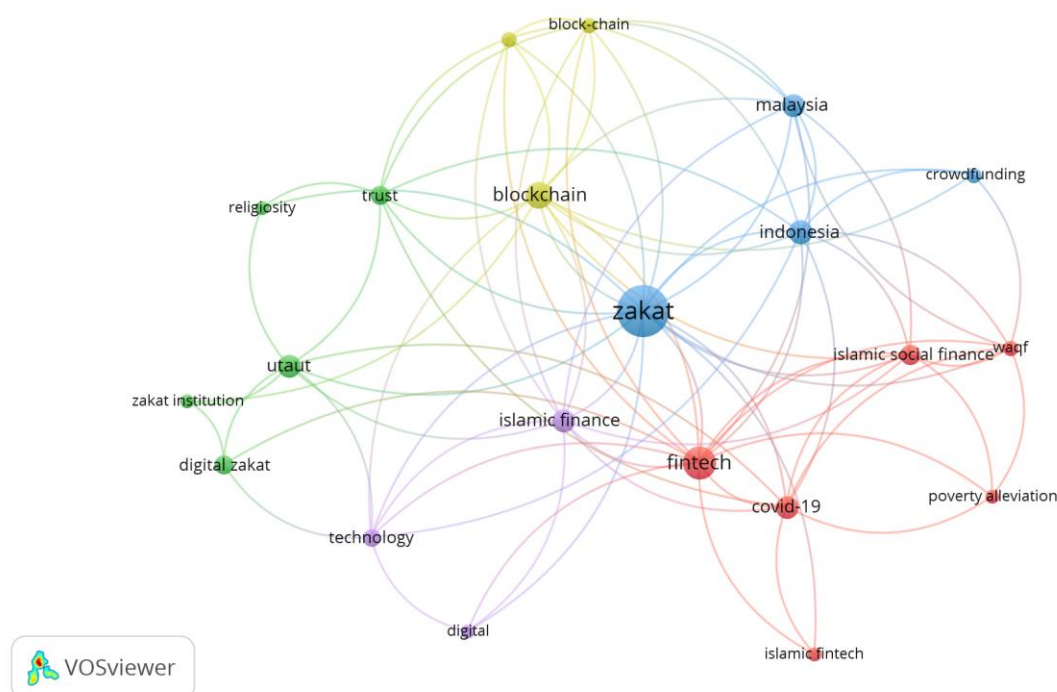 block-chain
malaysia
crowdfunding
blockchain
trust
religiosity
indonesia
zakat
islamic social finance
waqf
utaut
zakat institution
islamic finance
digital zakat
fintech
poverty alleviation
covid-19
technology
digital
islamic fintech
VOSviewer